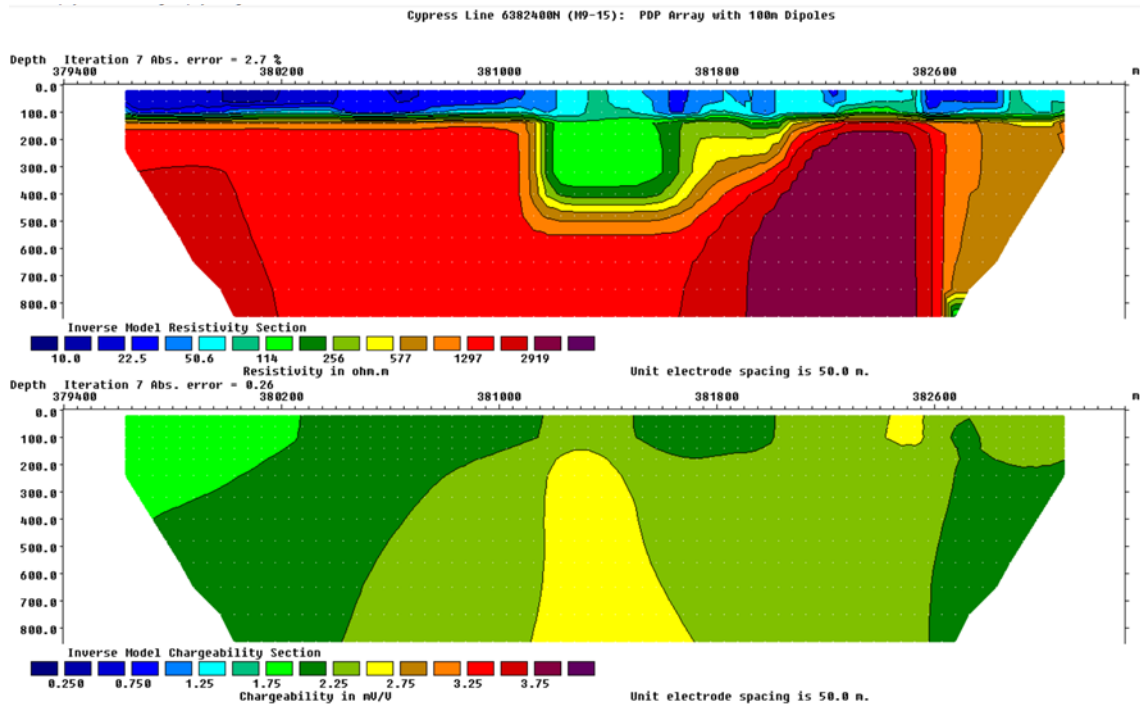 Cypress Line 6382400N (M9-15): PDP Array with 100m Dipoles
Depth Iteration 7 Abs. error = 2.7 %
379400 380200 381000 381800 382600 m
0.0
100.0
200.0
300.0
400.0
500.0
600.0
700.0
800.0
Inverse Model Resistivity Section
10.0 22.5 50.6 114 256 577 1297 2919
Resistivity in ohm.m Unit electrode spacing is 50.0 m.
Depth Iteration 7 Abs. error = 0.26
379400 380200 381000 381800 382600 m
0.0
100.0
200.0
300.0
400.0
500.0
600.0
700.0
800.0
Inverse Model Chargeability Section
0.250 0.750 1.25 1.75 2.25 2.75 3.25 3.75
Chargeability in mV/V Unit electrode spacing is 50.0 m.